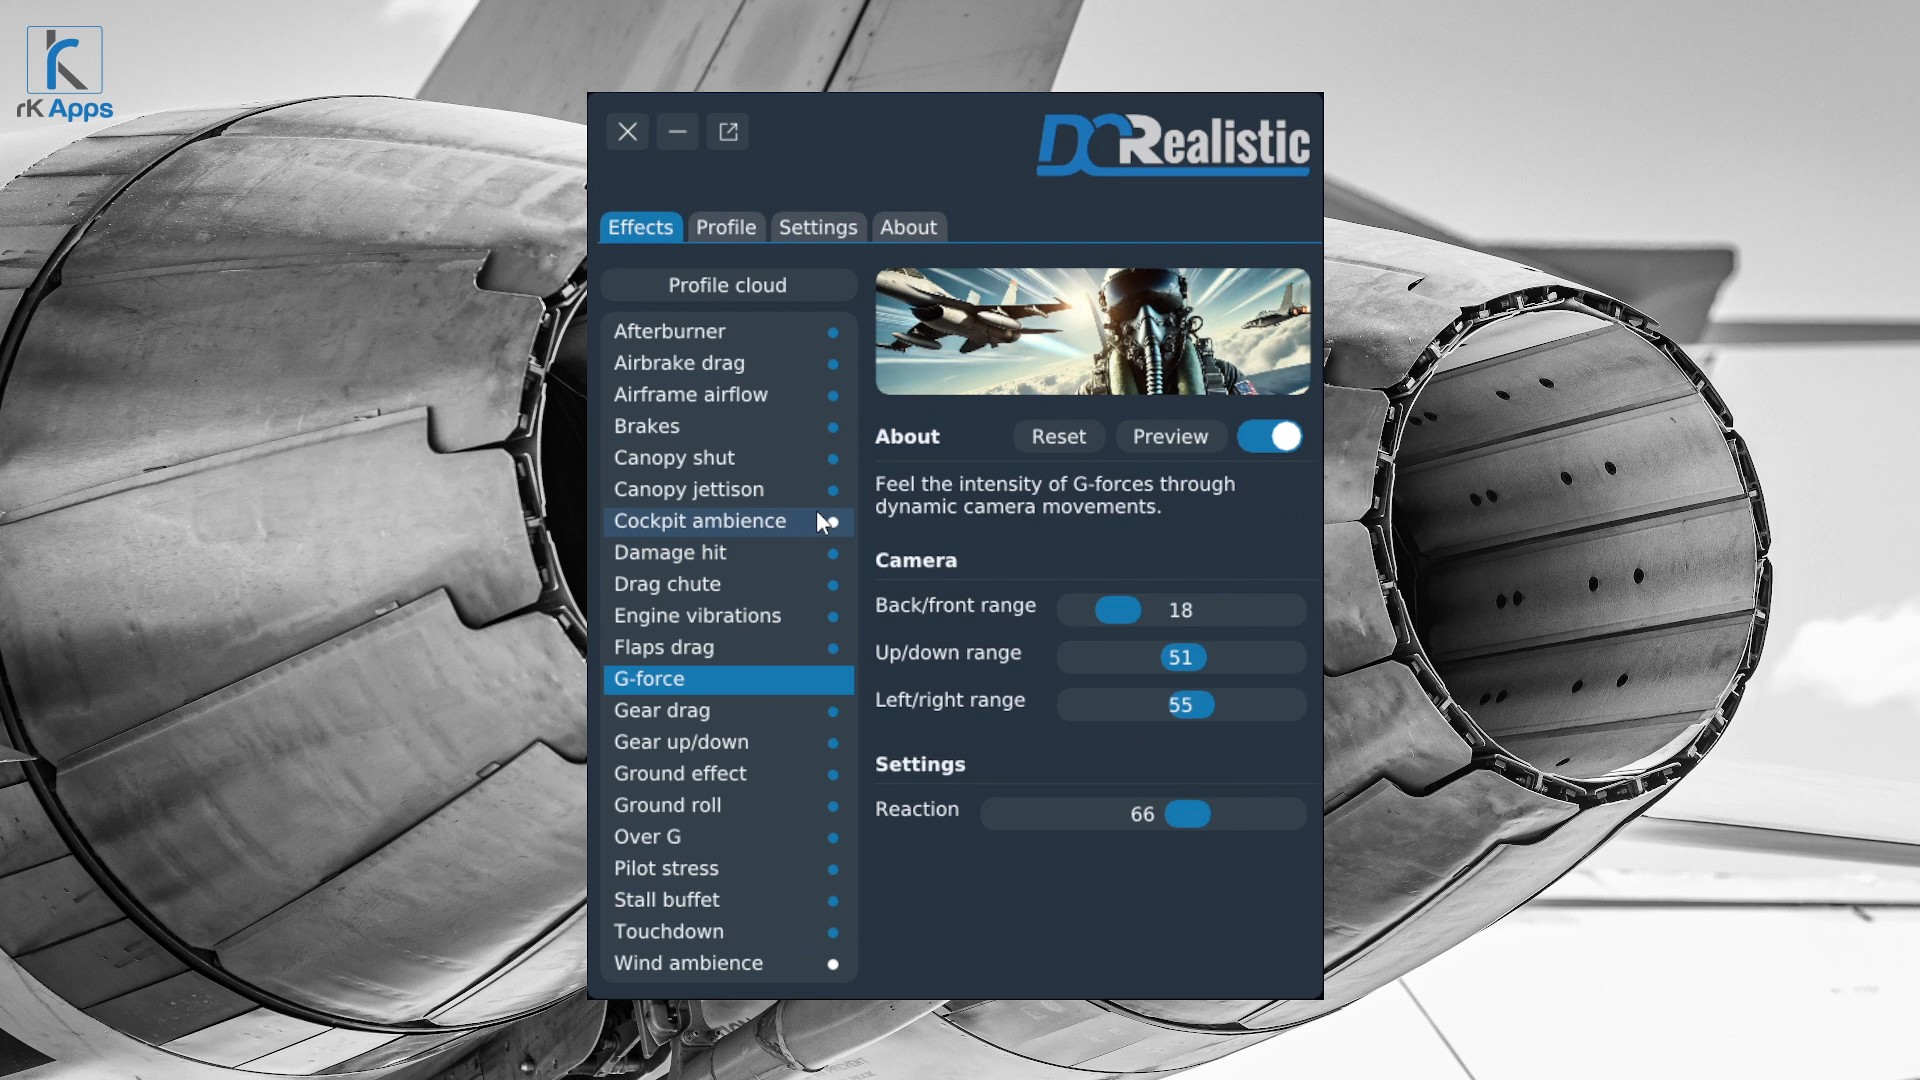 rK Apps
DCRealistic
Effects
Profile
Settings
About
Profile cloud
Afterburner
Airbrake drag
Airframe airflow
Brakes
Canopy shut
Canopy jettison
Cockpit ambience
Damage hit
Drag chute
Engine vibrations
Flaps drag
G-force
Gear drag
Gear up/down
Ground effect
Ground roll
Over G
Pilot stress
Stall buffet
Touchdown
Wind ambience
About
Reset
Preview
Feel the intensity of G-forces through
dynamic camera movements.
Camera
Back/front range
18
Up/down range
51
Left/right range
55
Settings
Reaction
66